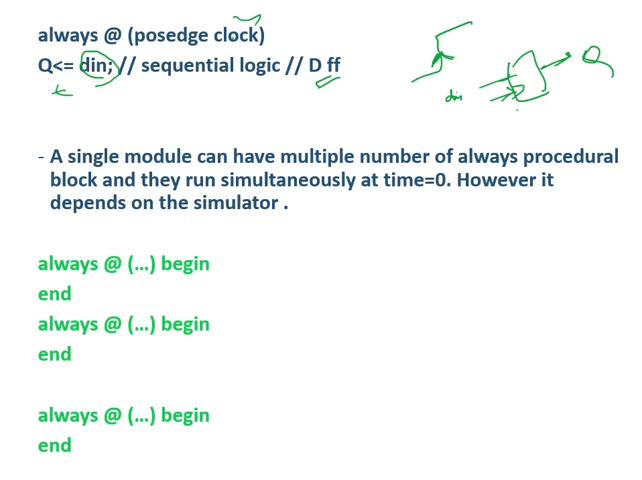 always @ (posedge clock)
Q<= din; // sequential logic // D ff
din
Q
- A single module can have multiple number of always procedural
block and they run simultaneously at time=0. However it
depends on the simulator .
always @ (...) begin
end
always @ (...) begin
end
always @ (...) begin
end